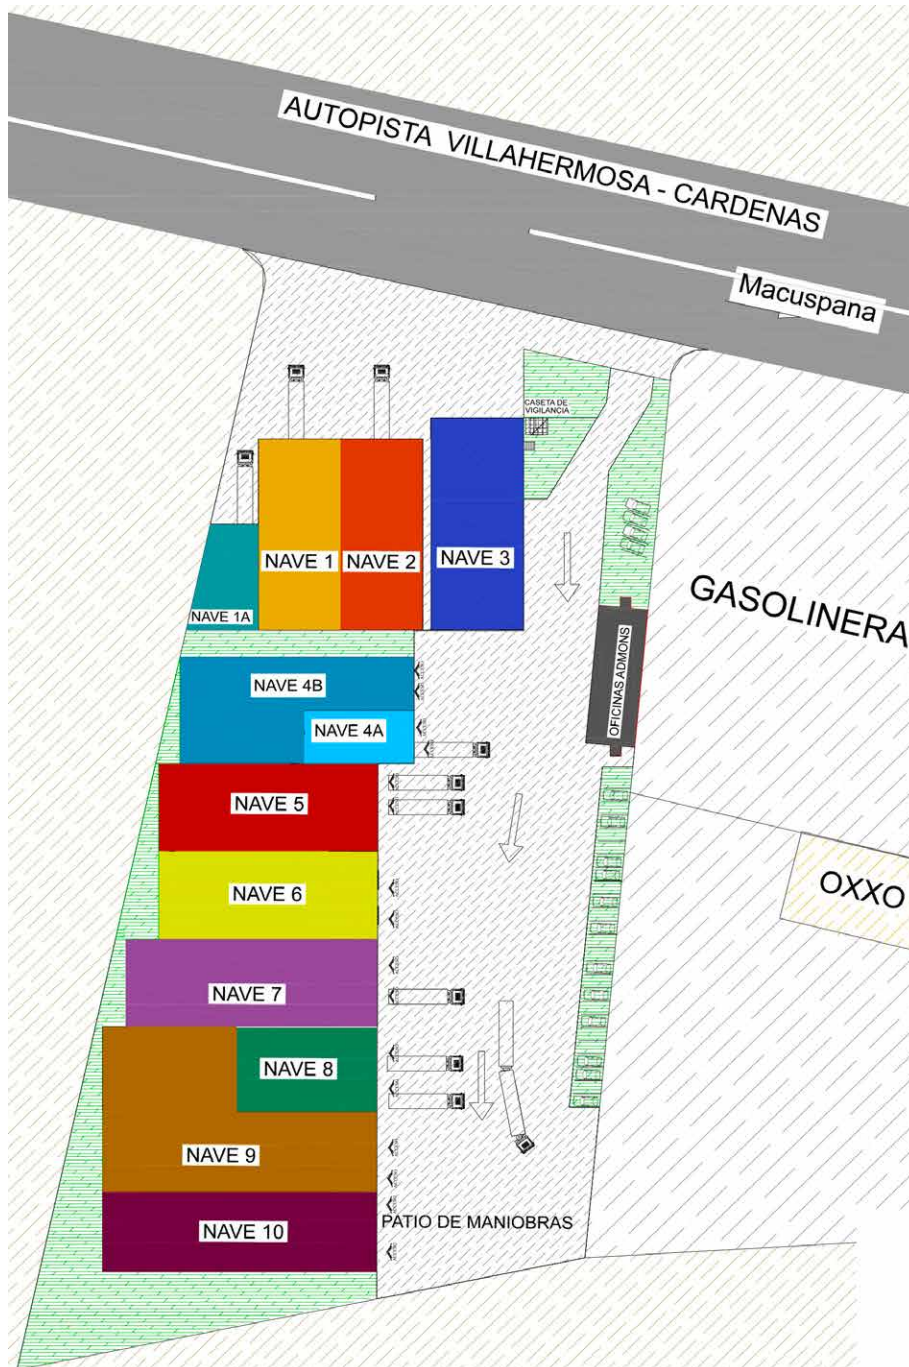 AUTOPISTA VILLAHERMOSA - CARDENAS
Macuspana
CASETA DE
VIGILANCIA
NAVE 1
NAVE 2
NAVE 3
NAVE 1A
GASOLINERA
OFICINAS ADMONS
NAVE 4B
NAVE 4A
NAVE 5
NAVE 6
OXXO
NAVE 7
NAVE 8
NAVE 9
PATIO DE MANIOBRAS
NAVE 10